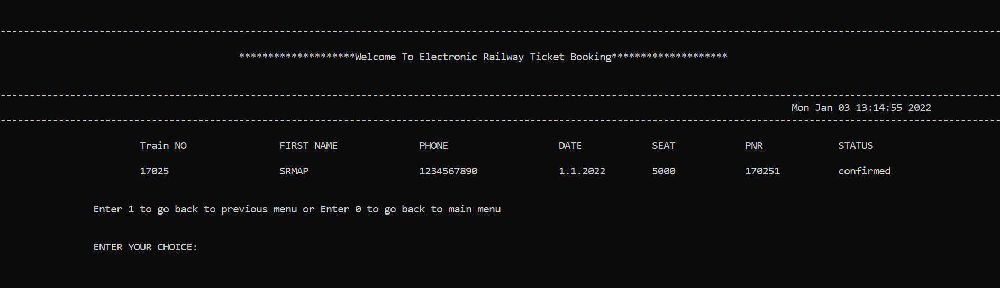 --------------------------------------------------------------------------------------------------------------------------------------------------------------------------------
********************Welcome To Electronic Railway Ticket Booking********************
--------------------------------------------------------------------------------------------------------------------------------------------------------------------------------
Mon Jan 03 13:14:55 2022
--------------------------------------------------------------------------------------------------------------------------------------------------------------------------------
Train NO FIRST NAME PHONE DATE SEAT PNR STATUS
17025 SRMAP 1234567890 1.1.2022 5000 170251 confirmed
Enter 1 to go back to previous menu or Enter 0 to go back to main menu
ENTER YOUR CHOICE: